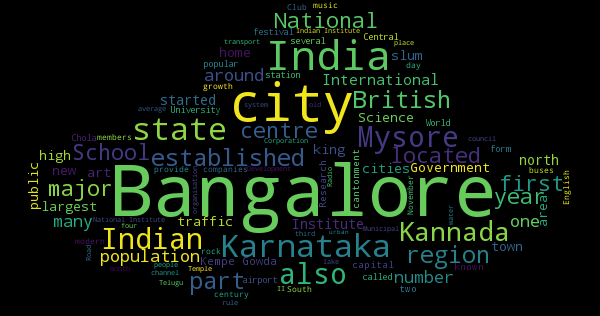 Club music
National
festival Indian Institute Central
several transport place
home India slum popular day
around station International
growth city British
started University Science
system old
average Corporation World
Chola members state centre Mysore council
king form
School established located cities Government north
high new art cantonment Research Radio November buses
public Bangalore English
major provide companies organisation development
first year area
largest water
many National Institute traffic Institute Kannada one
four third urban Municipal
Indian Karnataka region town
modern rock
Road population Kempe Gowda capital known
people Temple lake
month channel part airport also called number
Telugu century II South two
rule